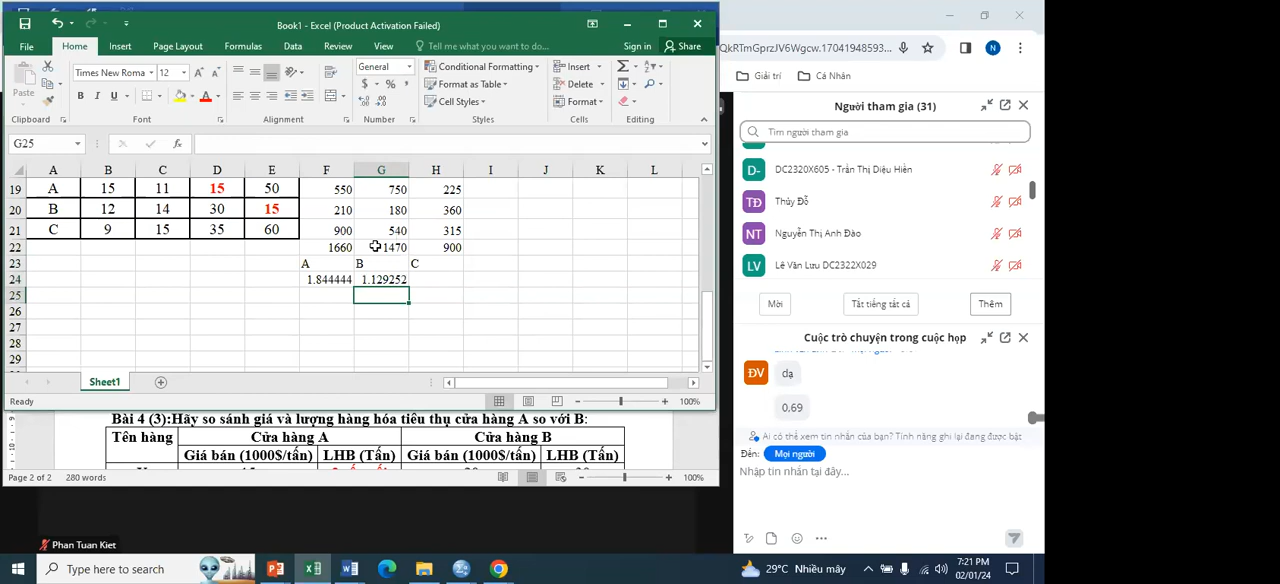 Book1 - Excel (Product Activation Failed)
File Home Insert Page Layout Formulas Data Review View Tell me what you want to do... Sign in Share
Paste
Times New Roma 12
B I U
General
$ % ,
Conditional Formatting
Format as Table
Cell Styles
Insert
Delete
Format
Clipboard Font Alignment Number Styles Cells Editing
G25 fx
A B C D E F G H I J K L
19 A 15 11 15 50 550 750 225
20 B 12 14 30 15 210 180 360
21 C 9 15 35 60 900 540 315
22 1660 1470 900
23 A B C
24 1.844444 1.129252
25
26
27
28
29
Sheet1
Ready 100%
Bài 4 (3):Hãy so sánh giá và lượng hàng hóa tiêu thụ cửa hàng A so với B:
Tên hàng Cửa hàng A Cửa hàng B
Giá bán (1000$/tấn) LHB (Tấn) Giá bán (1000$/tấn) LHB (Tấn)
Page 2 of 2 280 words 100%
Phan Tuan Kiet
QkRTmGprzJV6Wgcw.17041948593...
N
Giải trí Cá Nhân
Người tham gia (31)
Tìm người tham gia
D- DC2320X605 - Trần Thị Diệu Hiền
TĐ Thủy Đỗ
NT Nguyễn Thị Anh Đào
LV Lê Văn Lưu DC2322X029
Mời Tắt tiếng tất cả Thêm
Cuộc trò chuyện trong cuộc họp
ĐV dạ
0.69
Ai có thể xem tin nhắn của bạn? Tính năng ghi lại đang được bật
Đến: Mọi người
Nhập tin nhắn tại đây...
Type here to search
29°C Nhiều mây
7:21 PM
02/01/24